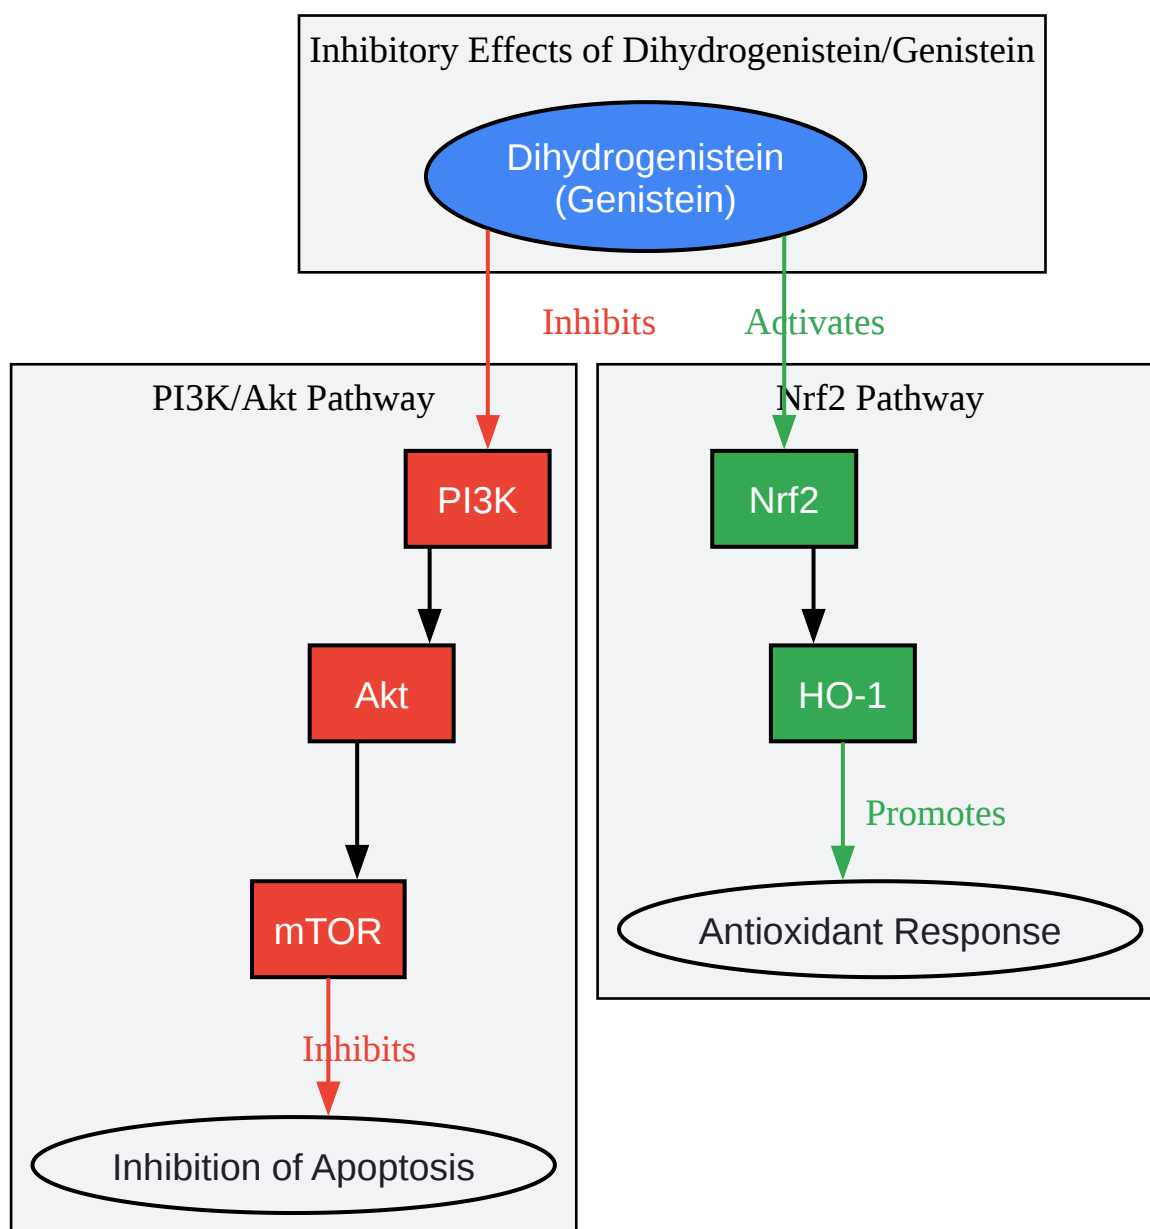 Inhibitory Effects of Dihydrogenistein/Genistein
Dihydrogenistein
(Genistein)
Inhibits
Activates
PI3K/Akt Pathway
Nrf2 Pathway
PI3K
Nrf2
Akt
HO-1
Promotes
mTOR
Antioxidant Response
Inhibits
Inhibition of Apoptosis